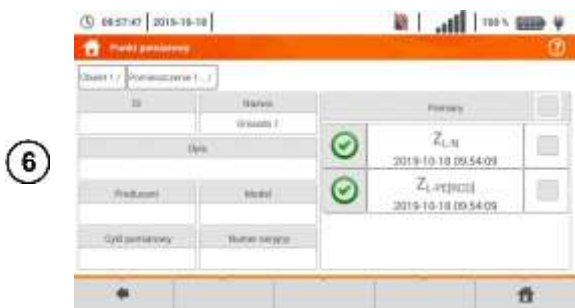 09:57:47 2019-10-18 100 %
Punkt pomiarowy
Obiekt 1 / Pomieszczenie 1... /
ID Nazwa Pomiary
Gniazdo 1
Opis
Z L-N
2019-10-18 09:54:09
Producent Model
Z L-PE[RCD]
2019-10-18 09:54:09
Cykl pomiarowy Numer seryjny
6